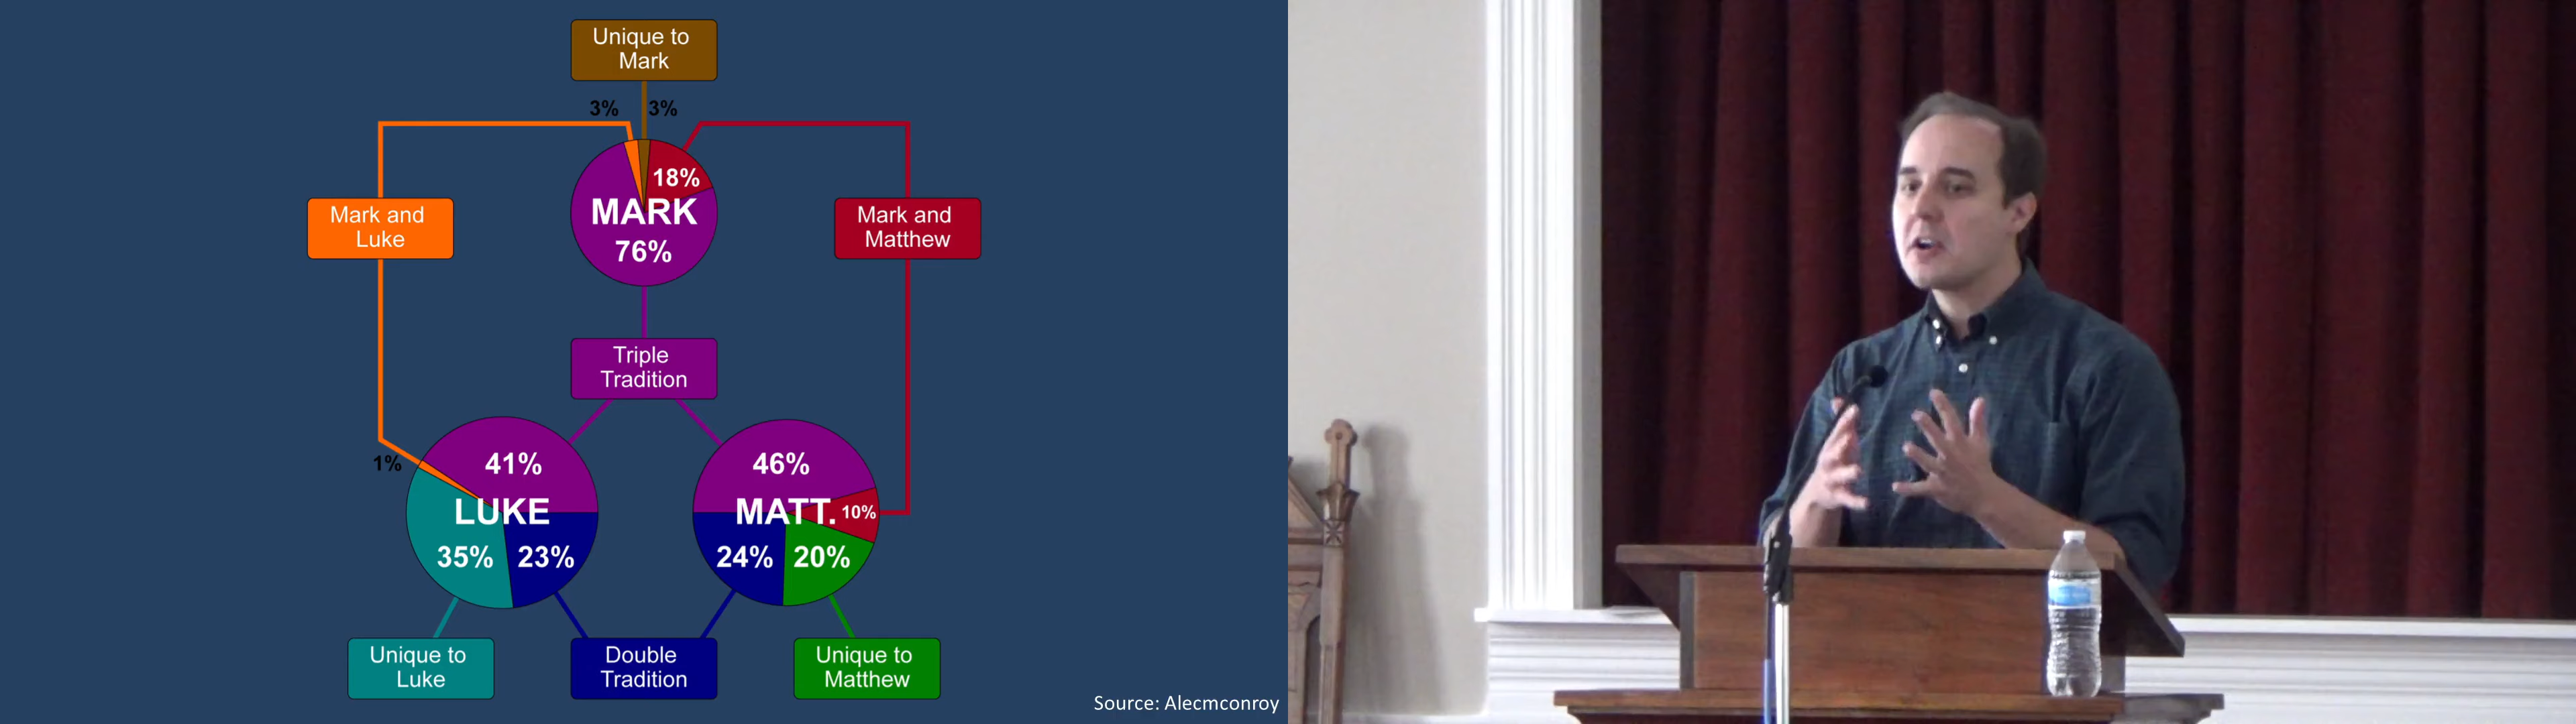 Unique to
Mark
3%
3%
18%
MARK
76%
Mark and
Luke
Mark and
Matthew
Triple
Tradition
1%
41%
LUKE
35%
23%
46%
MATT.
10%
24%
20%
Unique to
Luke
Double
Tradition
Unique to
Matthew
Source: Alecmconroy